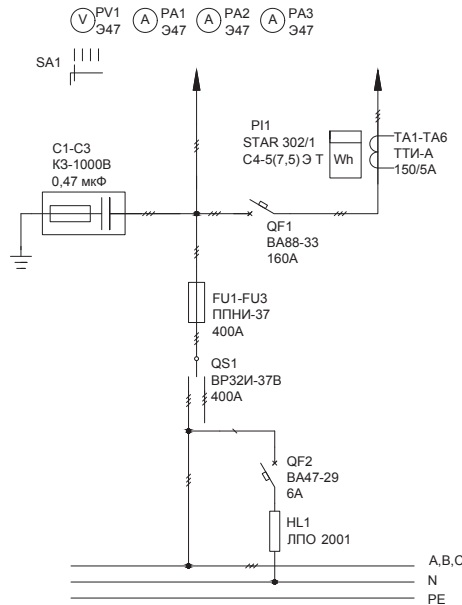 V PV1 A PA1 A PA2 A PA3
Э47 Э47 Э47 Э47
SA1
PI1
STAR 302/1
С4-5(7,5) Э Т
Wh
TA1-TA6
ТТИ-А
150/5А
C1-C3
КЗ-1000В
0,47 мкФ
QF1
ВА88-33
160А
FU1-FU3
ППНИ-37
400А
QS1
ВР32И-37В
400А
QF2
ВА47-29
6А
HL1
ЛПО 2001
A,B,C
N
PE